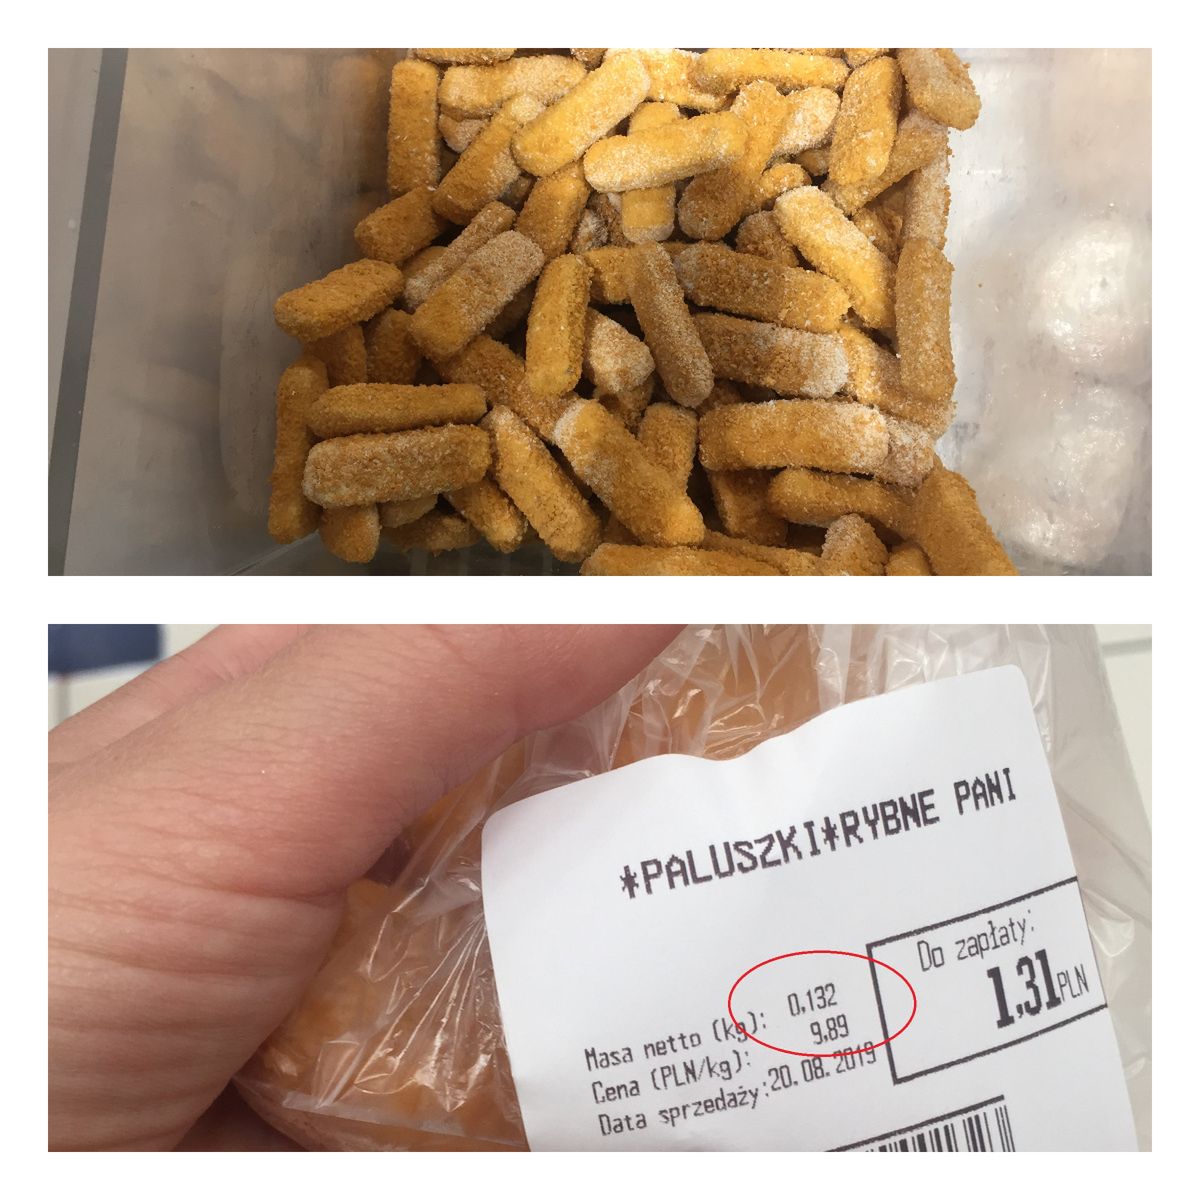 *PALUSZKI*RYBNE PANI
Do zapłaty:
1,31PLN
Masa netto (kg): 0,132
Cena (PLN/kg): 9,89
Data sprzedaży:20.08.2019